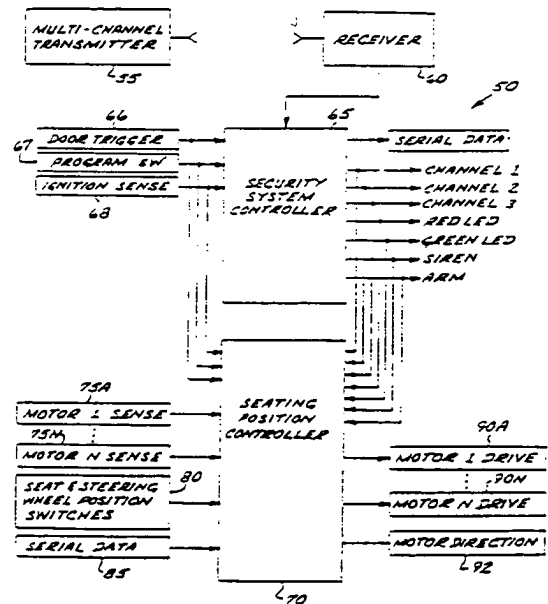 MULTI-CHANNEL
TRANSMITTER
55
RECEIVER
60
50
66
DOOR TRIGGER
67
PROGRAM SW
IGNITION SENSE
68
65
SECURITY
SYSTEM
CONTROLLER
SERIAL DATA
CHANNEL 1
CHANNEL 2
CHANNEL 3
RED LED
GREEN LED
SIREN
ARM
75A
MOTOR 1 SENSE
75N
MOTOR N SENSE
SEAT & STEERING
WHEEL POSITION
SWITCHES
80
SERIAL DATA
85
SEATING
POSITION
CONTROLLER
70
90A
MOTOR 1 DRIVE
90N
MOTOR N DRIVE
MOTOR DIRECTION
92